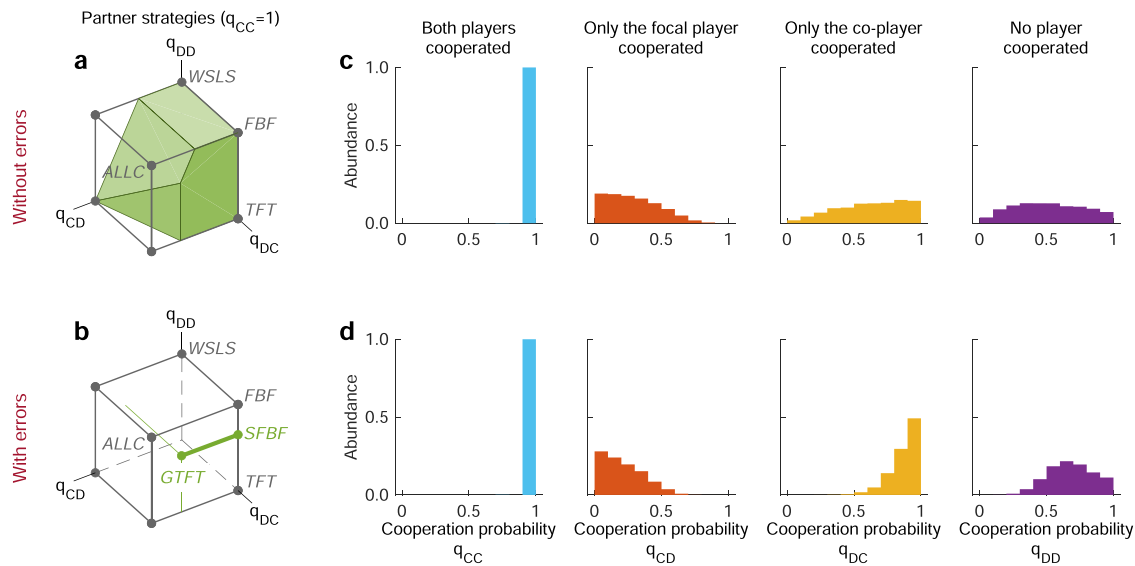 Partner strategies (qCC=1)
Without errors
a
qDD
WSLS
FBF
ALLC
TFT
qCD
qDC
c
Both players
cooperated
Only the focal player
cooperated
Only the co-player
cooperated
No player
cooperated
Abundance
1.0
0.5
0.0
0 0.5 1
0 0.5 1
0 0.5 1
0 0.5 1
With errors
b
qDD
WSLS
FBF
ALLC
SFBF
GTFT
TFT
qCD
qDC
d
Abundance
1.0
0.5
0.0
0 0.5 1
0 0.5 1
0 0.5 1
0 0.5 1
Cooperation probability
qCC
Cooperation probability
qCD
Cooperation probability
qDC
Cooperation probability
qDD